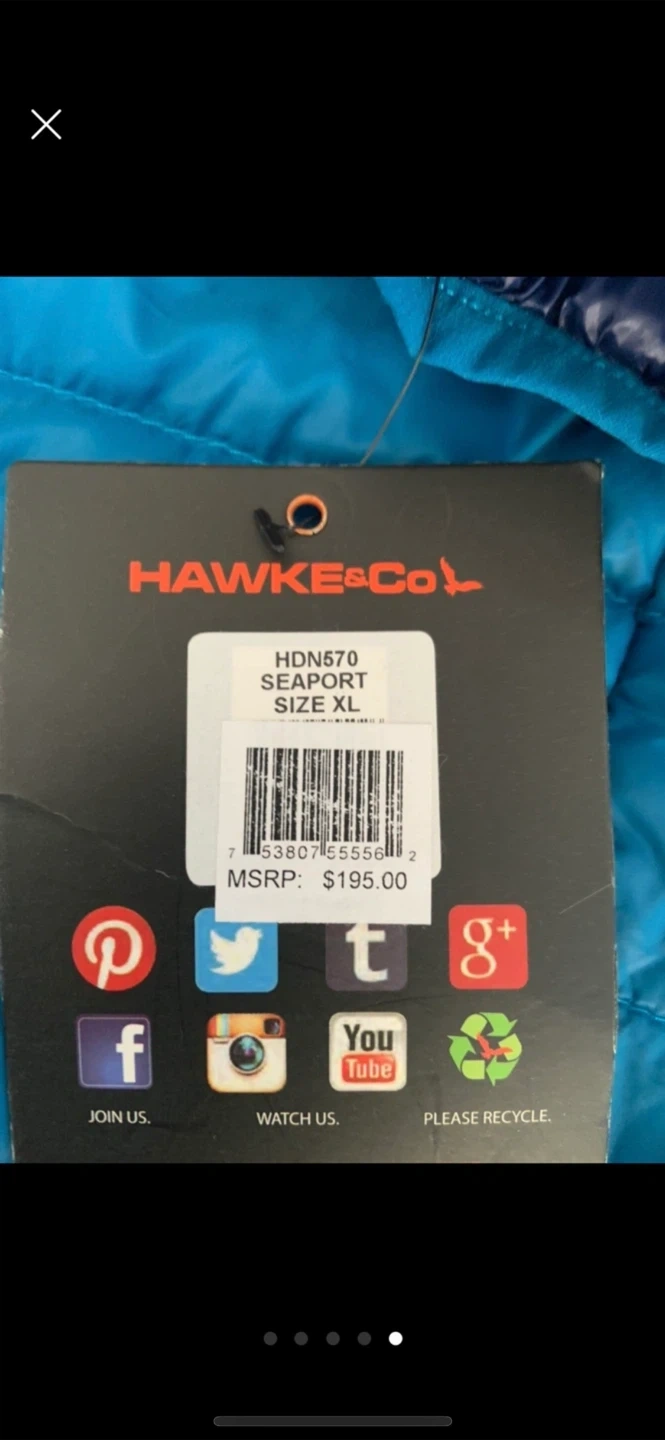 HAWKE&Co
HDN570
SEAPORT
SIZE XL
7 53807 55556 2
MSRP: $195.00
t
g+
f
You
Tube
JOIN US.
WATCH US.
PLEASE RECYCLE.